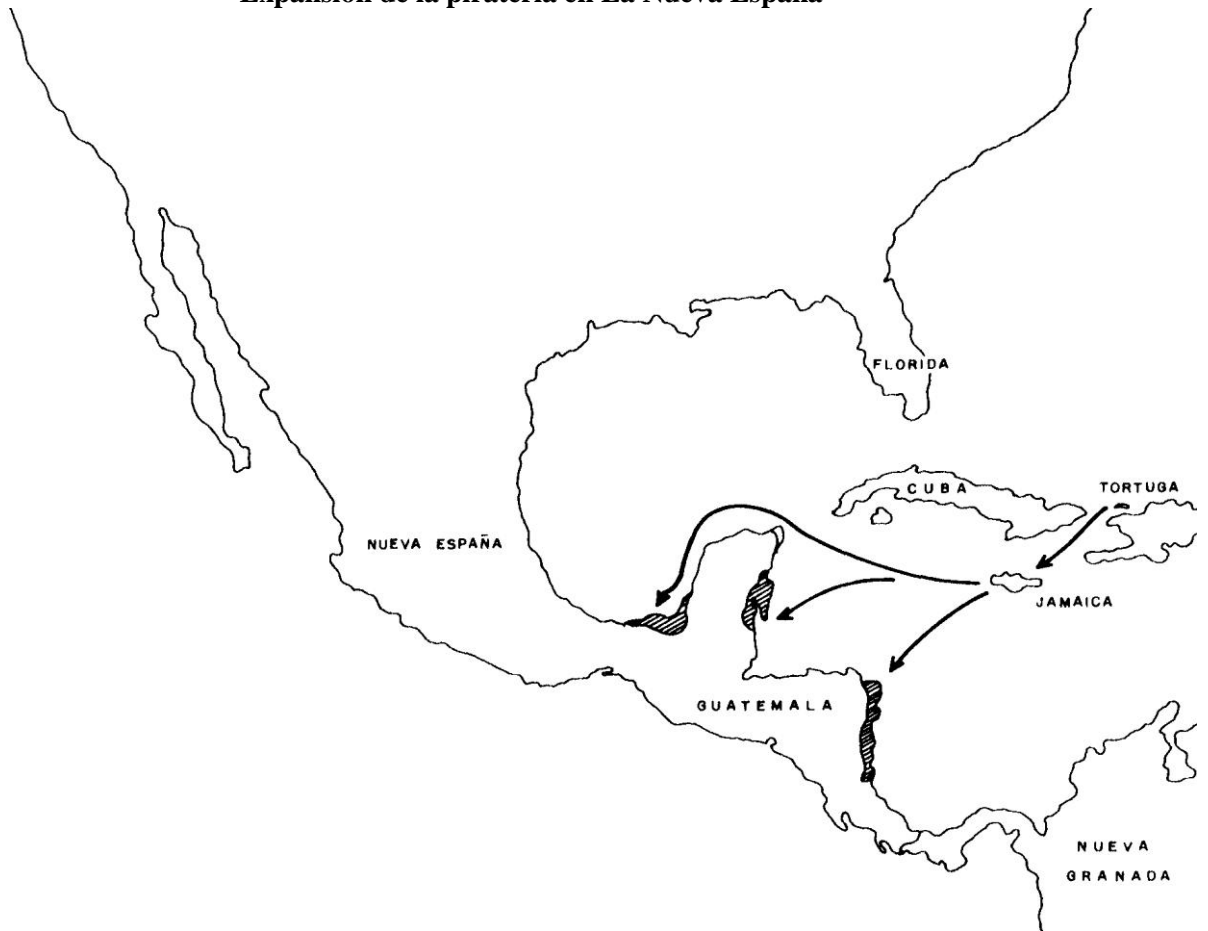 Expansión de la piratería en La Nueva España
FLORIDA
CUBA
TORTUGA
NUEVA ESPAÑA
JAMAICA
GUATEMALA
NUEVA
GRANADA